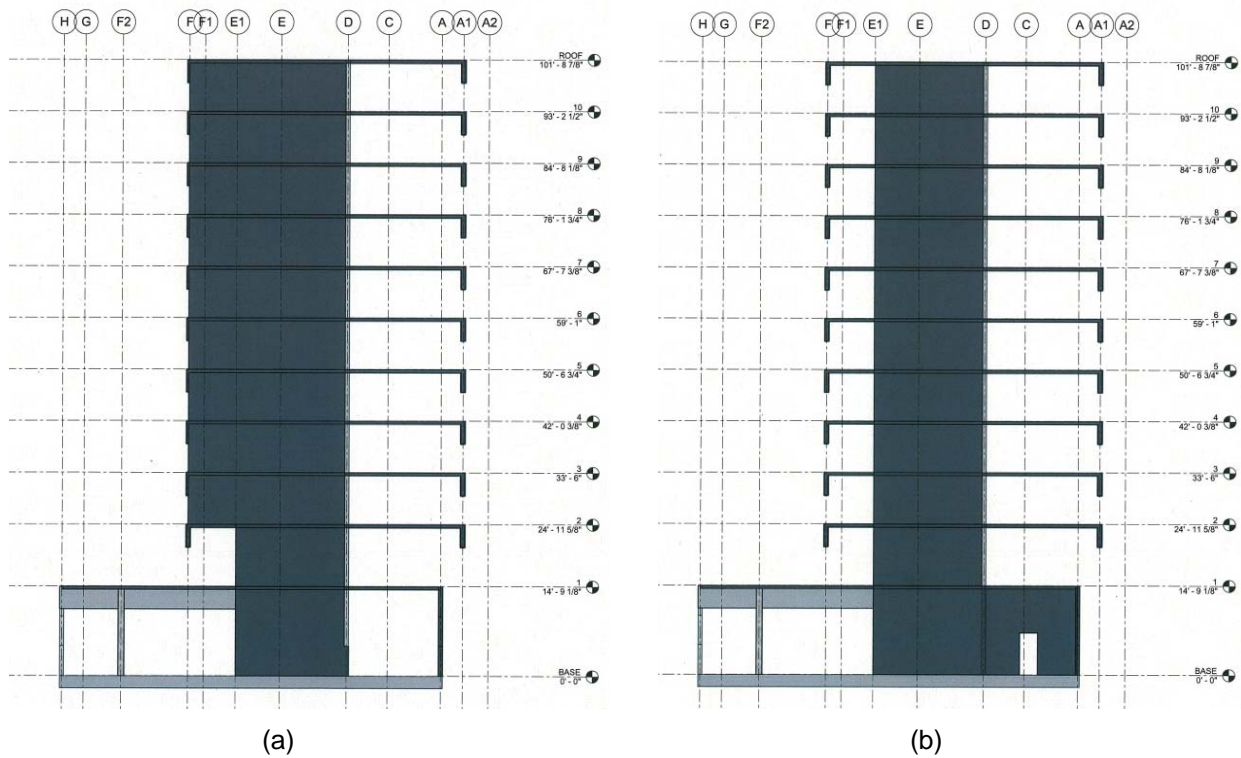 H G F2 F F1 E1 E D C A A1 A2
ROOF
101' - 8 7/8"
10
93' - 2 1/2"
9
84' - 8 1/8"
8
76' - 1 3/4"
7
67' - 7 3/8"
6
59' - 1"
5
50' - 6 3/4"
4
42' - 0 3/8"
3
33' - 6"
2
24' - 11 5/8"
1
14' - 9 1/8"
BASE
0' - 0"
(a)
H G F2 F F1 E1 E D C A A1 A2
ROOF
101' - 8 7/8"
10
93' - 2 1/2"
9
84' - 8 1/8"
8
76' - 1 3/4"
7
67' - 7 3/8"
6
59' - 1"
5
50' - 6 3/4"
4
42' - 0 3/8"
3
33' - 6"
2
24' - 11 5/8"
1
14' - 9 1/8"
BASE
0' - 0"
(b)